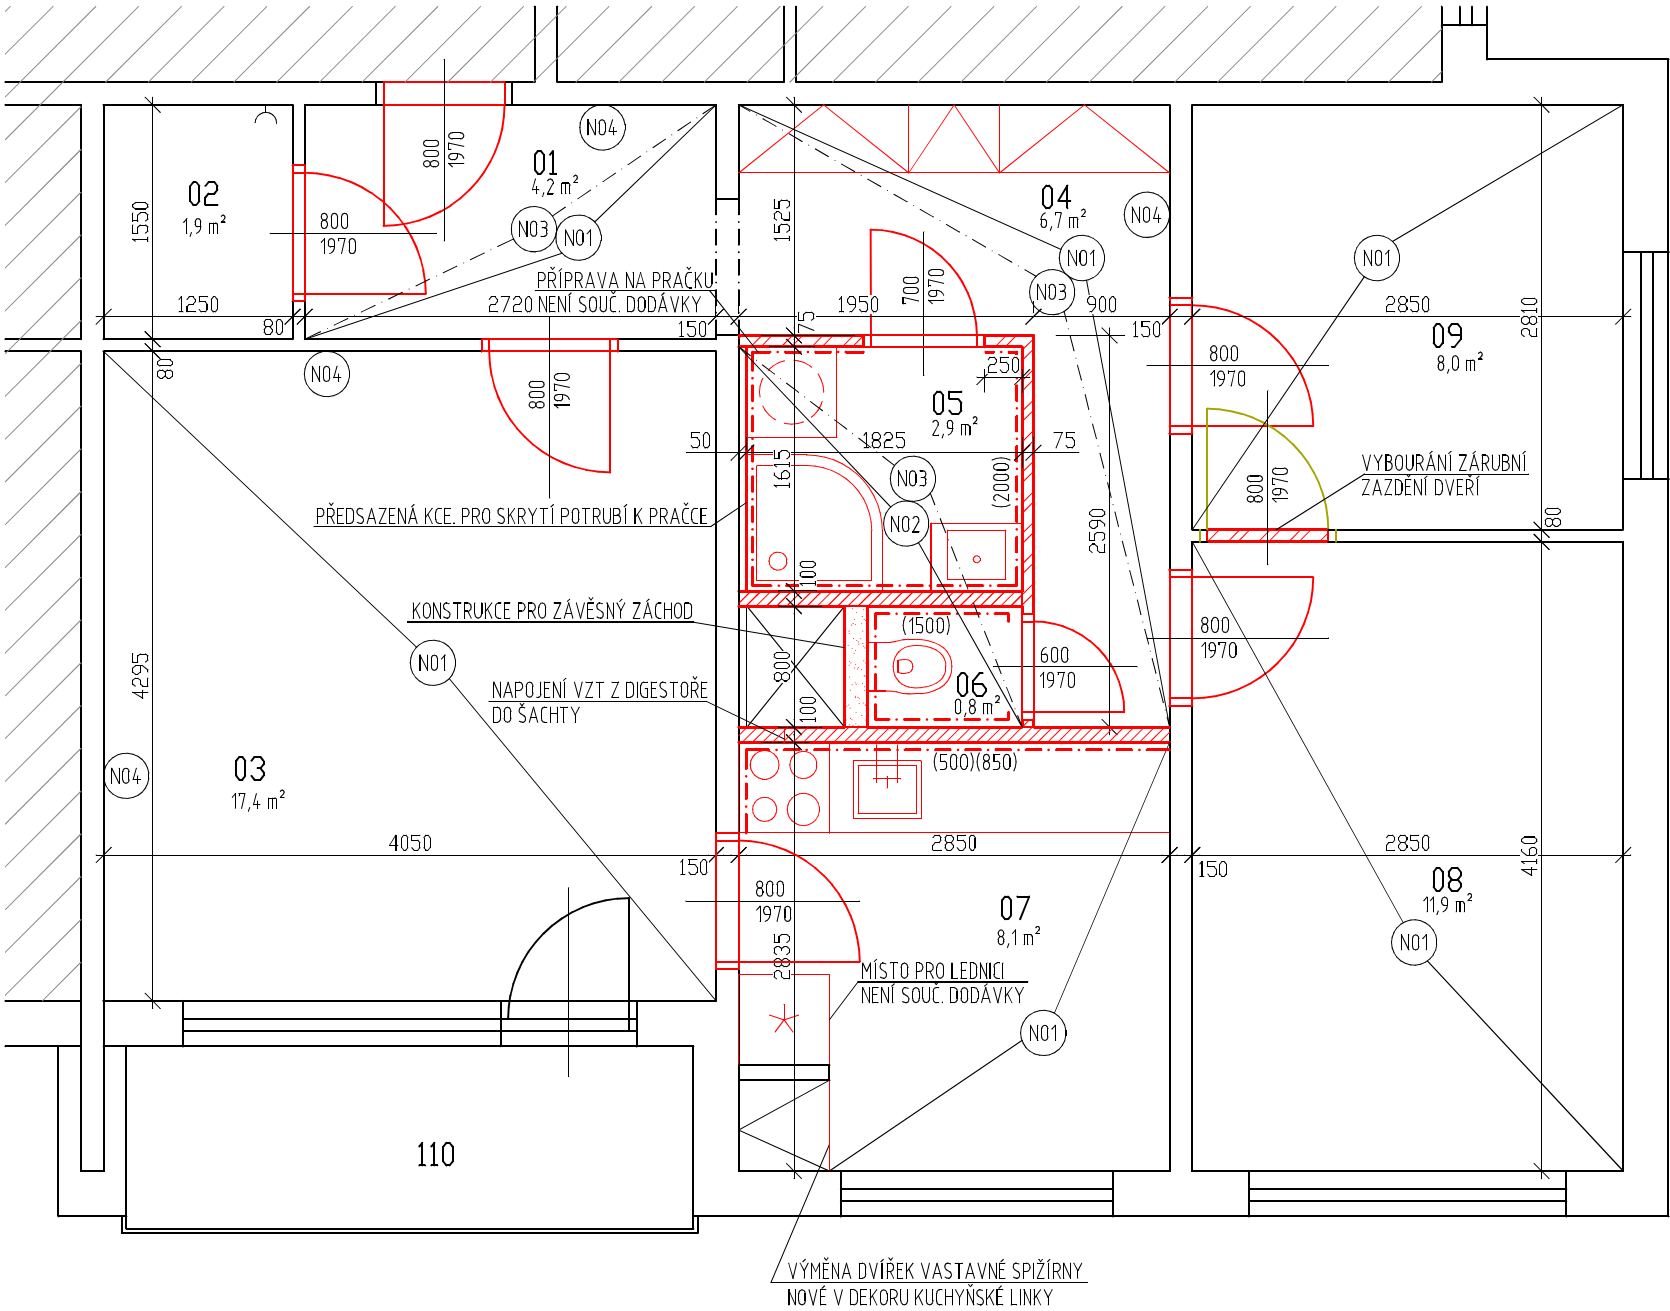 N04
800
1970
01
4,2 m²
02
1,9 m²
1550
800
1970
N03
N01
1525
04
6,7 m²
N04
N01
N03
N01
PŘÍPRAVA NA PRAČKU
NENÍ SOUČ. DODÁVKY
1250
80
2720
150
1950
75
700
1970
900
150
2850
2810
09
8,0 m²
80
N04
800
1970
250
05
2,9 m²
800
1970
50
1825
75
1615
(2000)
N03
N02
2590
800
1970
VYBOURÁNÍ ZÁRUBNÍ
ZAZDĚNÍ DVEŘÍ
80
PŘEDSAZENÁ KCE. PRO SKRYTÍ POTRUBÍ K PRAČCE
100
KONSTRUKCE PRO ZÁVĚSNÝ ZÁCHOD
(1500)
800
1970
N01
4295
800
600
1970
06
0,8 m²
NAPOJENÍ VZT Z DIGESTOŘE
DO ŠACHTY
100
(500)(850)
N04
03
17,4 m²
4050
150
2850
150
2850
4160
800
1970
07
8,1 m²
08
11,9 m²
N01
2835
MÍSTO PRO LEDNICI
NENÍ SOUČ. DODÁVKY
N01
110
VÝMĚNA DVÍŘEK VASTAVNÉ SPIŽÍRNY
NOVÉ V DEKORU KUCHYŇSKÉ LINKY